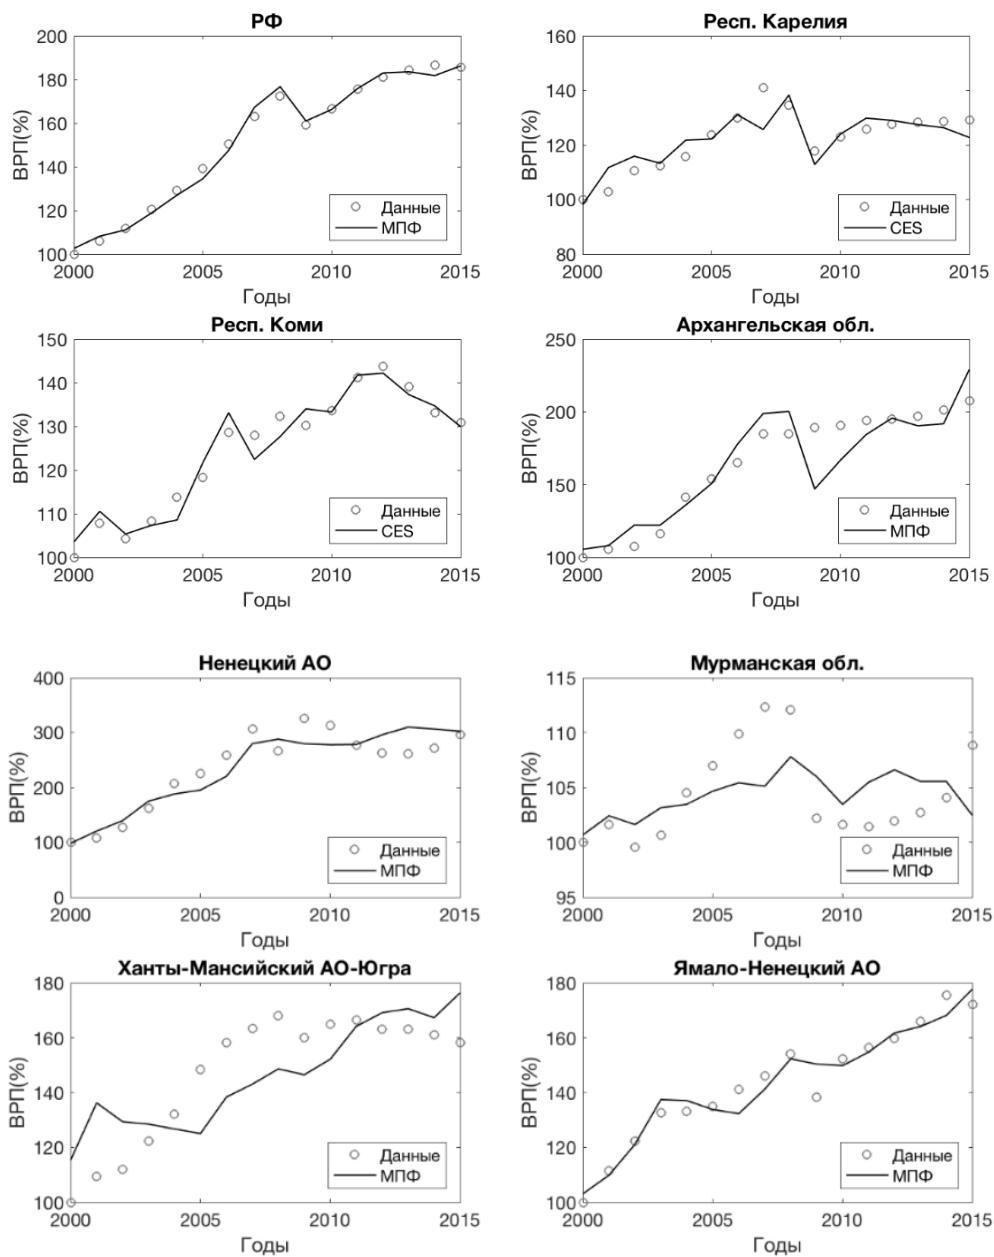 РФ
ВРП(%)
200
180
160
140
120
100
2000
2005
2010
2015
Годы
Данные
МПФ
Респ. Карелия
ВРП(%)
160
140
120
100
80
2000
2005
2010
2015
Годы
Данные
CES
Респ. Коми
ВРП(%)
150
140
130
120
110
100
2000
2005
2010
2015
Годы
Данные
CES
Архангельская обл.
ВРП(%)
250
200
150
100
2000
2005
2010
2015
Годы
Данные
МПФ
Ненецкий АО
ВРП(%)
400
300
200
100
0
2000
2005
2010
2015
Годы
Данные
МПФ
Мурманская обл.
ВРП(%)
115
110
105
100
95
2000
2005
2010
2015
Годы
Данные
МПФ
Ханты-Мансийский АО-Югра
ВРП(%)
180
160
140
120
100
2000
2005
2010
2015
Годы
Данные
МПФ
Ямало-Ненецкий АО
ВРП(%)
180
160
140
120
100
2000
2005
2010
2015
Годы
Данные
МПФ